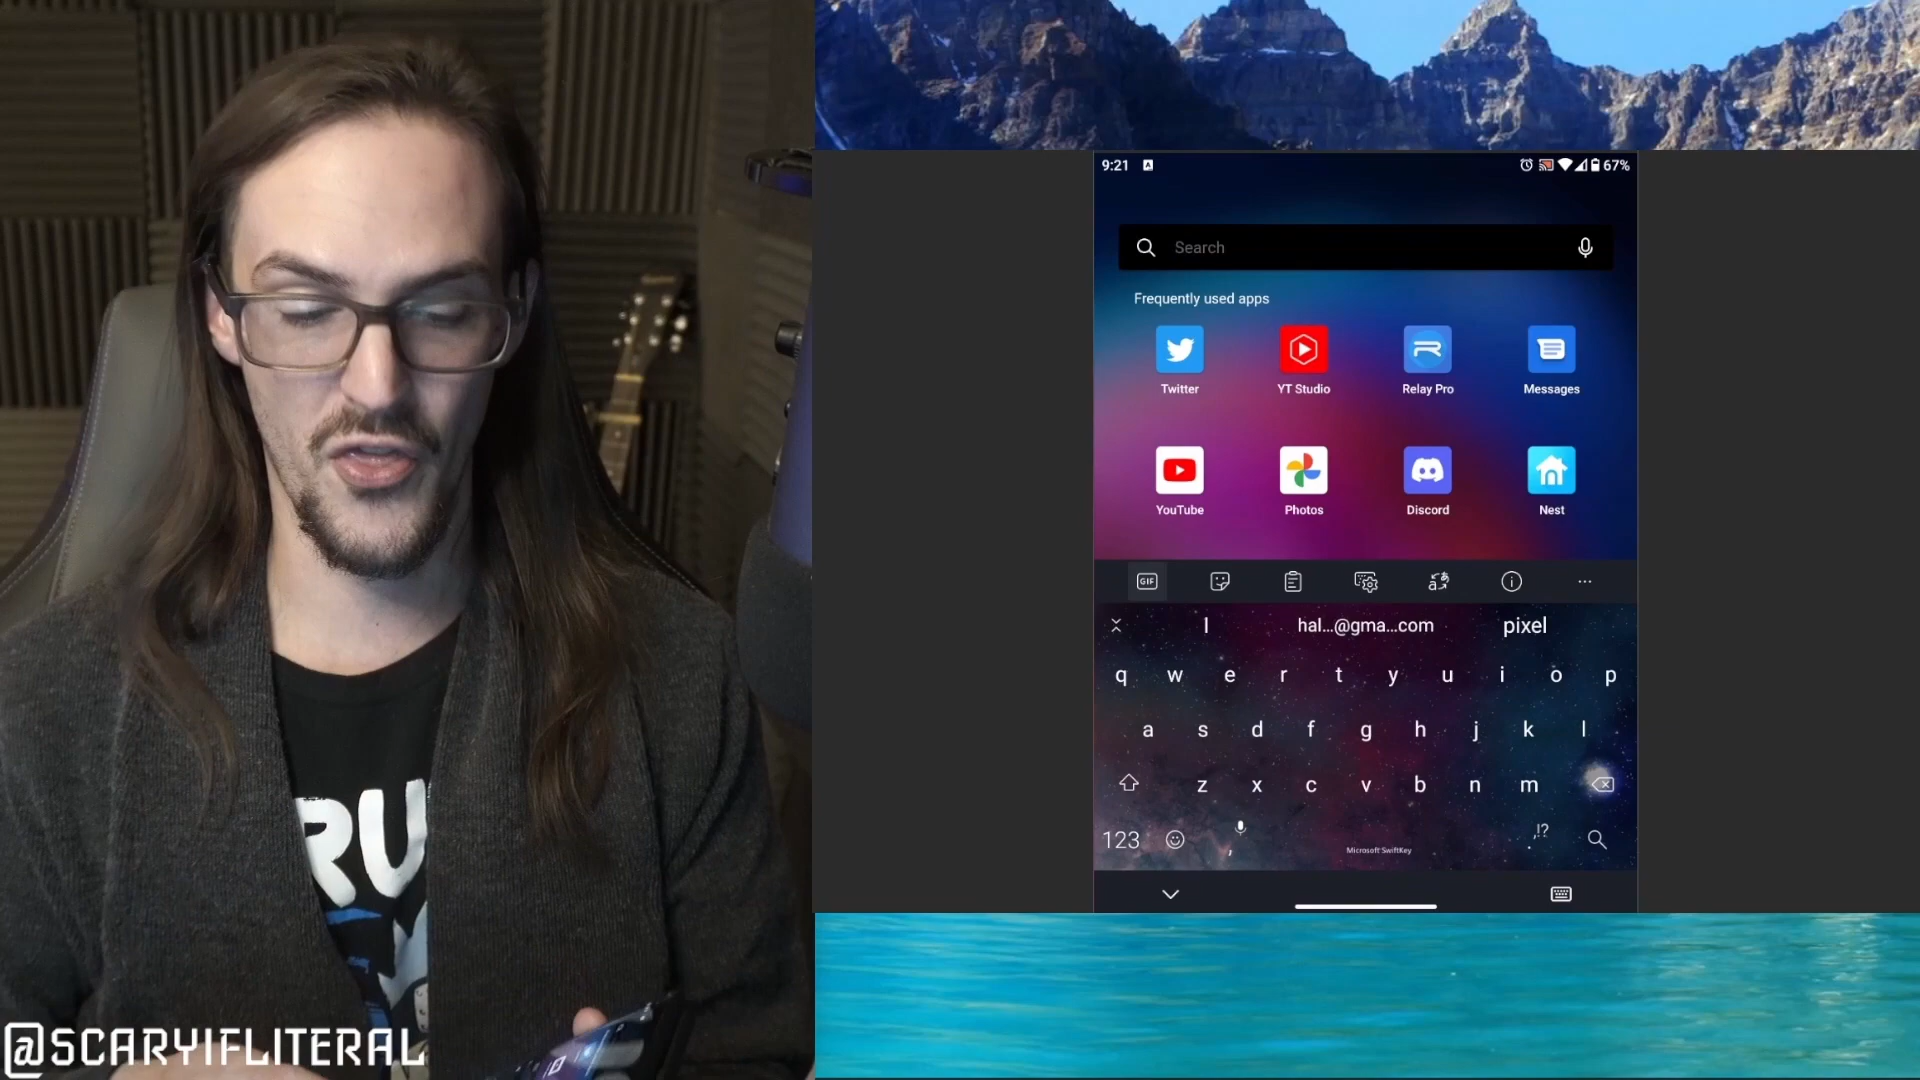 9:21
67%
Search
Frequently used apps
Twitter
YT Studio
Relay Pro
Messages
YouTube
Photos
Discord
Nest
GIF
I hal...@gma...com pixel
q w e r t y u i o p
a s d f g h j k l
z x c v b n m
123 , Microsoft SwiftKey ,!? .
RU
@SCARYIFLITERAL